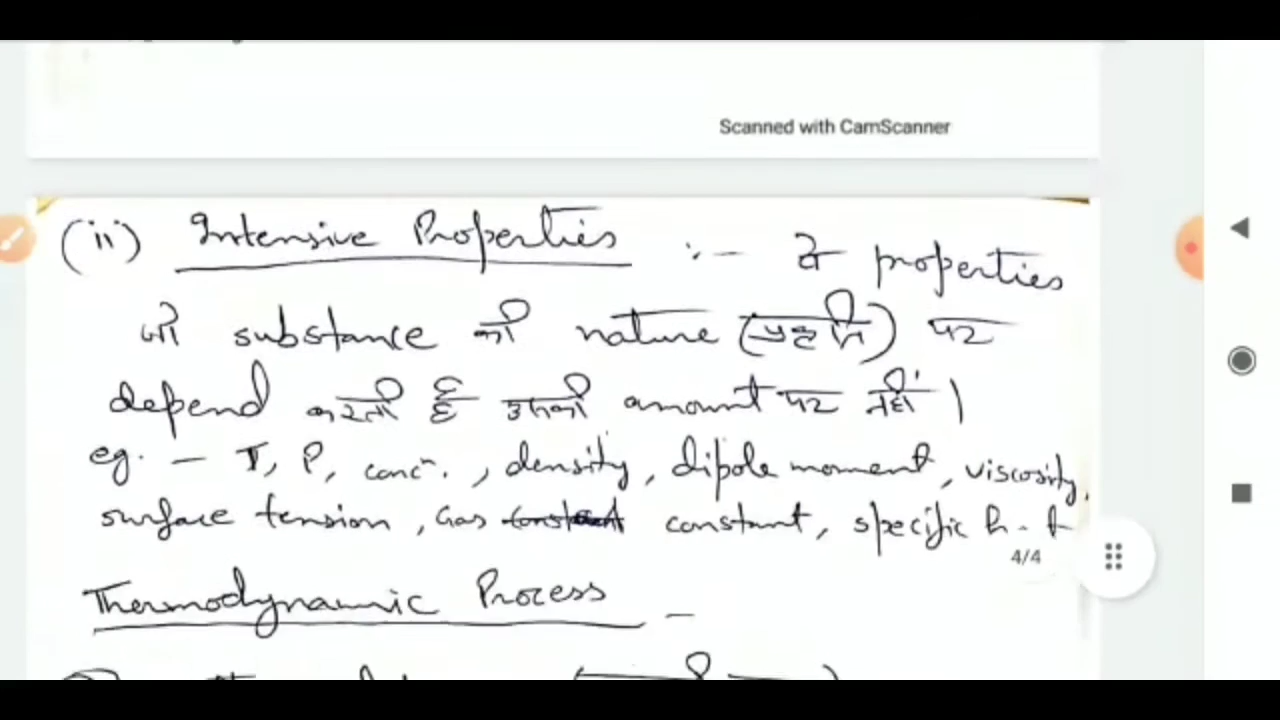 Scanned with CamScanner
(ii) Intensive Properties :- वे properties
जो substance की nature (प्रकृति) पर
depend करती हैं उसकी amount पर नहीं।
eg. - T, P, concⁿ., density, dipole moment, viscosity,
surface tension, Gas constant, specific h
4/4
Thermodynamic Process -